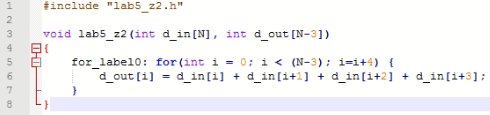 1 #include "lab5_z2.h"
2
3 void lab5_z2(int d_in[N], int d_out[N-3])
4 {
5 for_label0: for(int i = 0; i < (N-3); i=i+4) {
6 d_out[i] = d_in[i] + d_in[i+1] + d_in[i+2] + d_in[i+3];
7 }
8 }